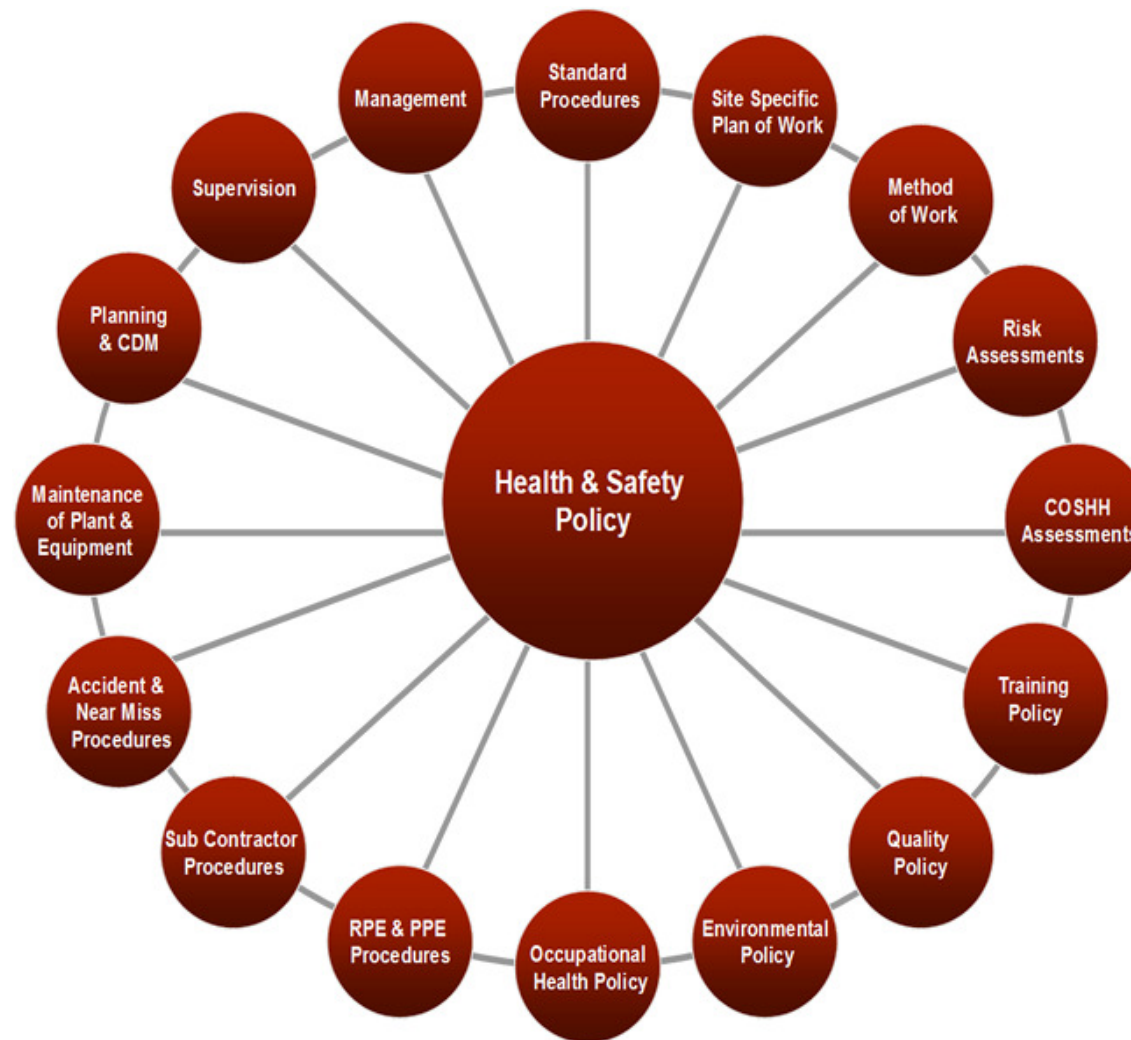 Standard
Procedures
Site Specific
Plan of Work
Method
of Work
Risk
Assessments
COSHH
Assessments
Training
Policy
Quality
Policy
Environmental
Policy
Occupational
Health Policy
RPE & PPE
Procedures
Sub Contractor
Procedures
Accident &
Near Miss
Procedures
Maintenance
of Plant &
Equipment
Planning
& CDM
Supervision
Management
Health & Safety
Policy